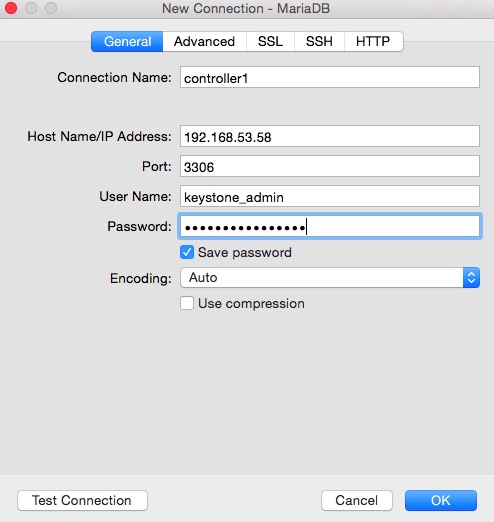 New Connection - MariaDB
General Advanced SSL SSH HTTP
Connection Name: controller1
Host Name/IP Address: 192.168.53.58
Port: 3306
User Name: keystone_admin
Password: ••••••••••••••••
Save password
Encoding: Auto
Use compression
Test Connection Cancel OK